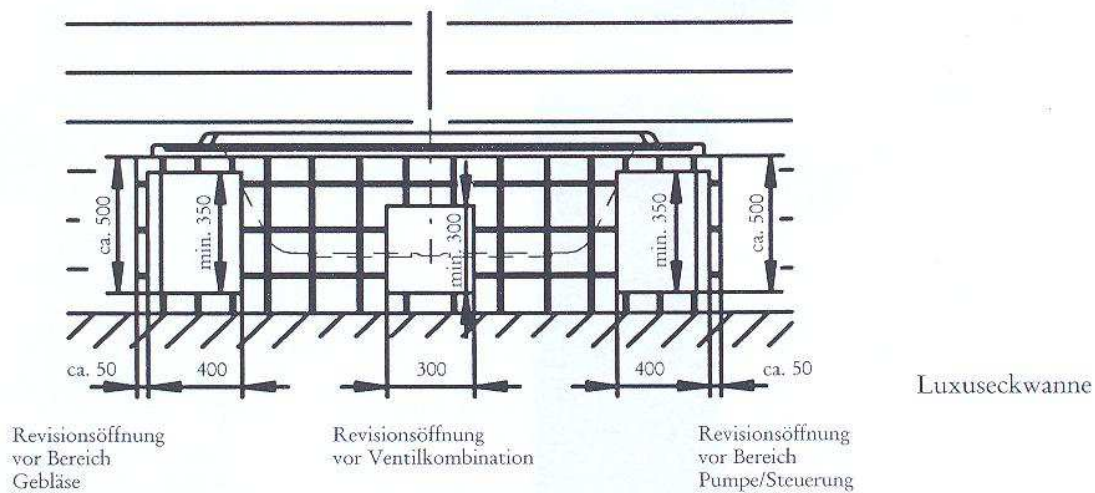 ca. 500
min. 350
min. 300
min. 350
ca. 500
ca. 50
400
300
400
ca. 50
Luxuseckwanne
Revisionsöffnung
vor Bereich
Gebläse
Revisionsöffnung
vor Ventilkombination
Revisionsöffnung
vor Bereich
Pumpe/Steuerung